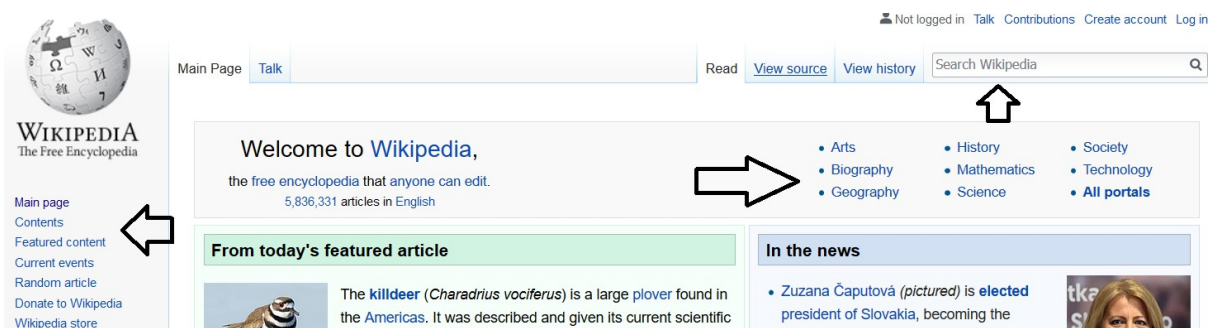 Not logged in Talk Contributions Create account Log in
Main Page Talk Read View source View history Search Wikipedia
WIKIPEDIA
The Free Encyclopedia
Welcome to Wikipedia,
the free encyclopedia that anyone can edit.
5,836,331 articles in English
Arts
Biography
Geography
History
Mathematics
Science
Society
Technology
All portals
Main page
Contents
Featured content
Current events
Random article
Donate to Wikipedia
Wikipedia store
From today's featured article
The killdeer (Charadrius vociferus) is a large plover found in
the Americas. It was described and given its current scientific
In the news
Zuzana Čaputová (pictured) is elected
president of Slovakia, becoming the